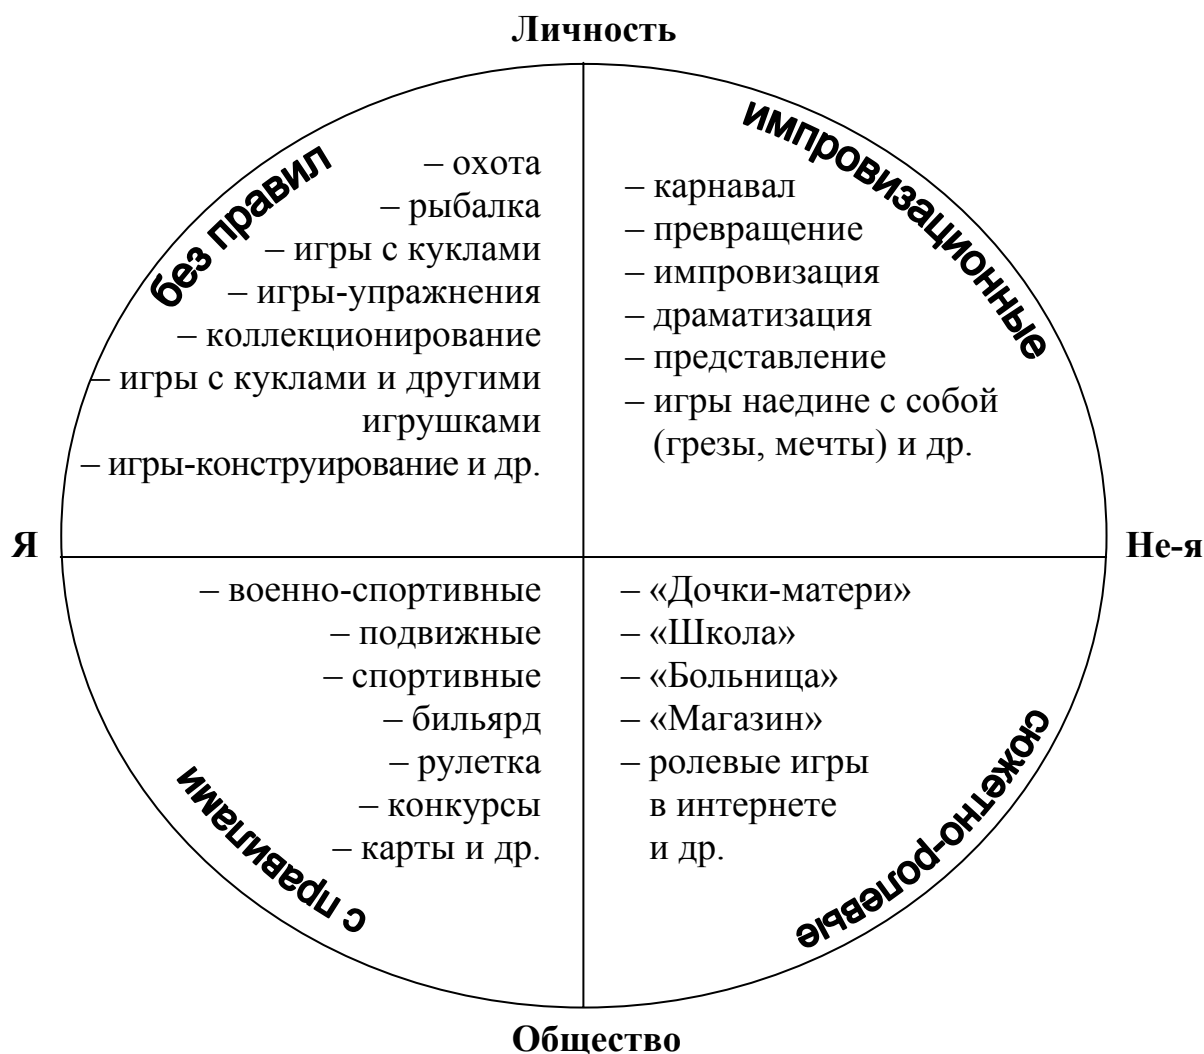 Личность
без правил
– охота
– рыбалка
– игры с куклами
– игры-упражнения
– коллекционирование
– игры с куклами и другими
игрушками
– игры-конструирование и др.
импровизационные
– карнавал
– превращение
– импровизация
– драматизация
– представление
– игры наедине с собой
(грезы, мечты) и др.
Я
Не-я
– военно-спортивные
– подвижные
– спортивные
– бильярд
– рулетка
– конкурсы
– карты и др.
с правилами
– «Дочки-матери»
– «Школа»
– «Больница»
– «Магазин»
– ролевые игры
в интернете
и др.
сюжетно-ролевые
Общество